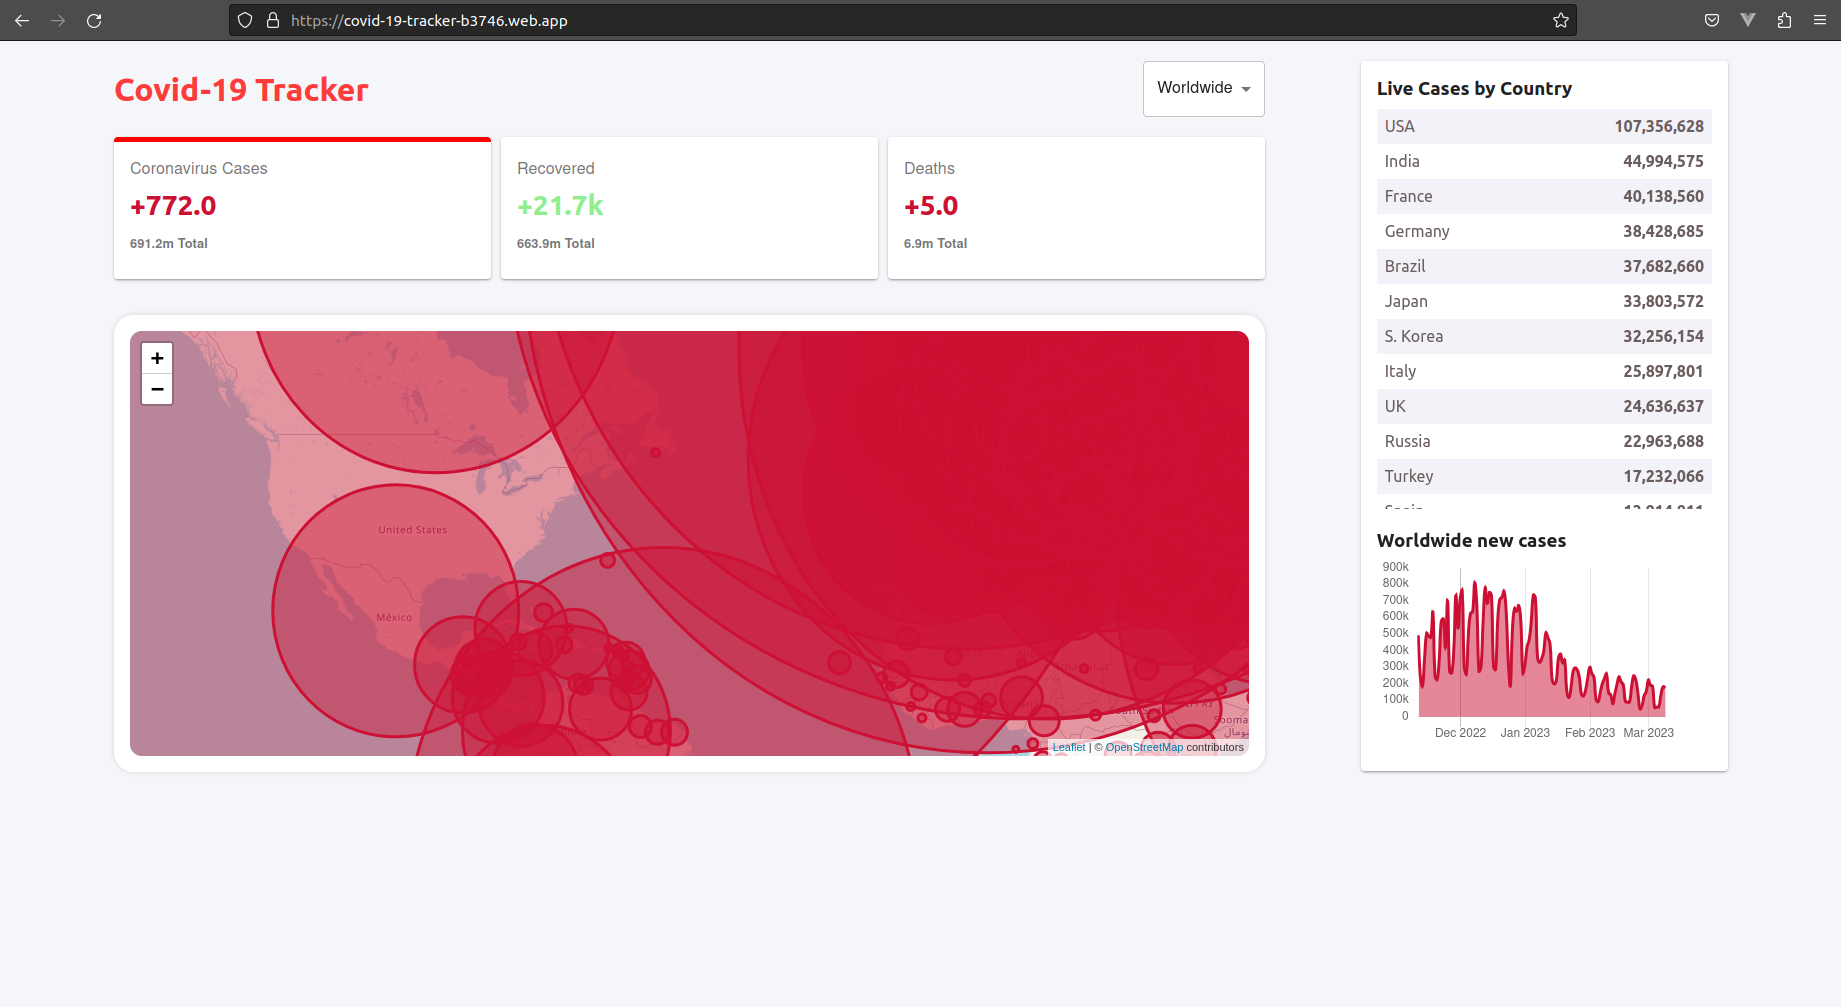 https://covid-19-tracker-b3746.web.app
Covid-19 Tracker
Worldwide
Coronavirus Cases
+772.0
691.2m Total
Recovered
+21.7k
663.9m Total
Deaths
+5.0
6.9m Total
+
−
United States
México
Leaflet | © OpenStreetMap contributors
Live Cases by Country
USA 107,356,628
India 44,994,575
France 40,138,560
Germany 38,428,685
Brazil 37,682,660
Japan 33,803,572
S. Korea 32,256,154
Italy 25,897,801
UK 24,636,637
Russia 22,963,688
Turkey 17,232,066
Worldwide new cases
900k
800k
700k
600k
500k
400k
300k
200k
100k
0
Dec 2022 Jan 2023 Feb 2023 Mar 2023